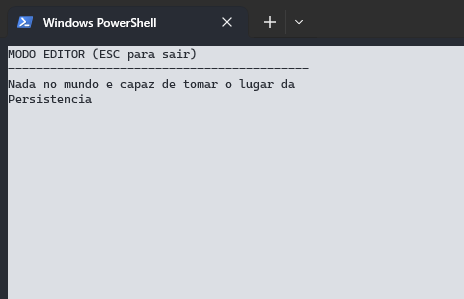 Windows PowerShell
MODO EDITOR (ESC para sair)
-------------------------------------------
Nada no mundo e capaz de tomar o lugar da
Persistencia